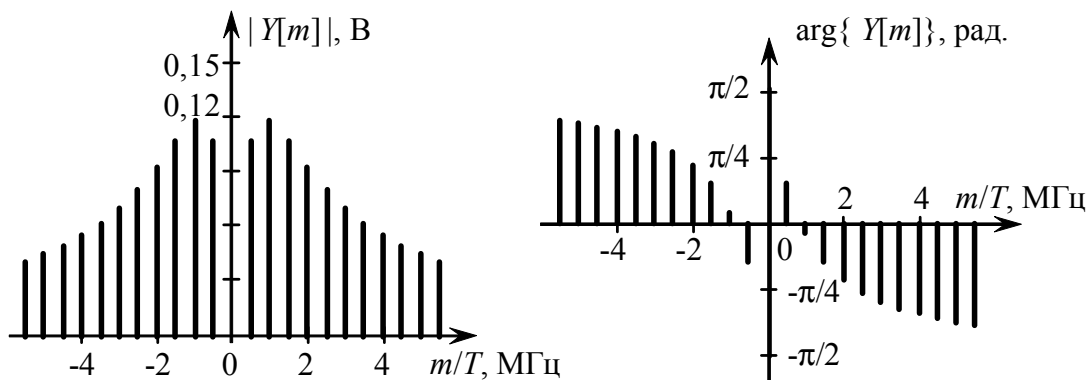 |Y[m]|, В
0,15
0,12
-4 -2 0 2 4 m/T, МГц
arg{ Y[m]}, рад.
π/2
π/4
2 4 m/T, МГц
-4 -2 0
-π/4
-π/2